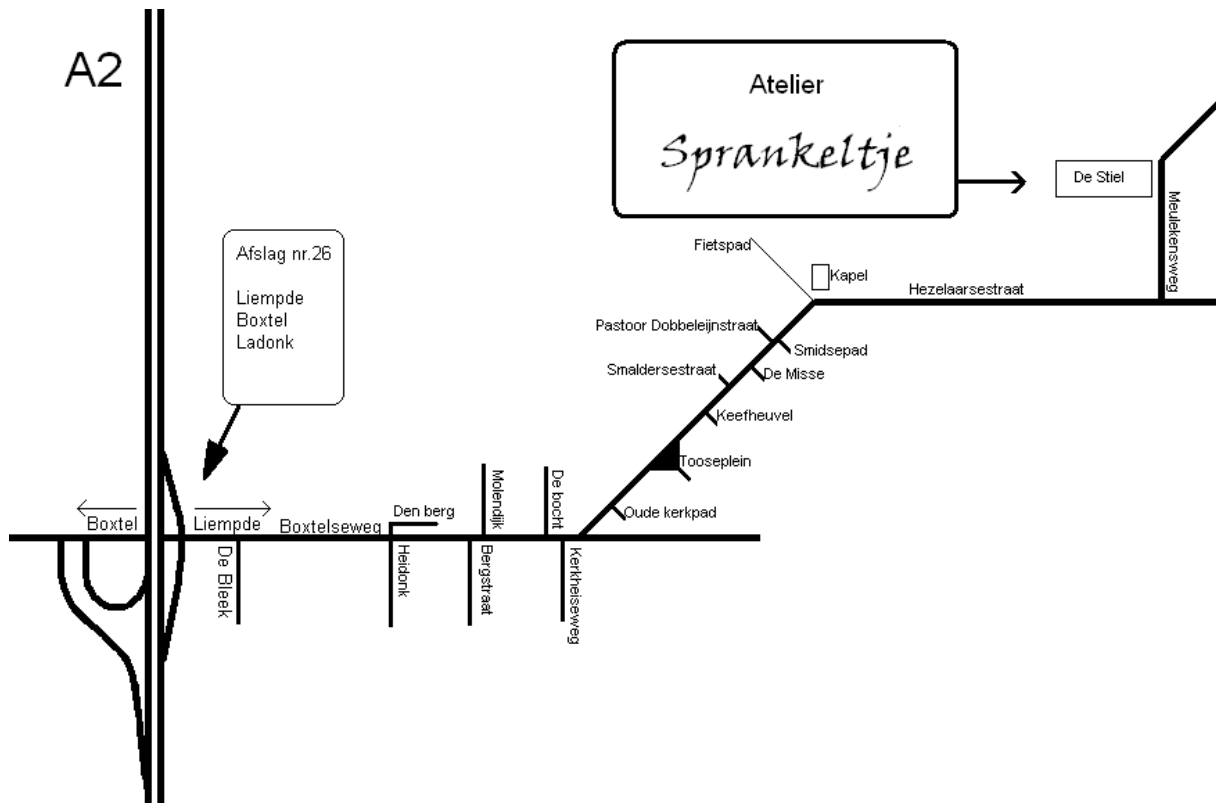 A2
Atelier
Sprankeltje
De Stiel
Meulekensweg
Afslag nr.26
Liempde
Boxtel
Ladonk
Fietspad
Kapel
Hezelaarsestraat
Pastoor Dobbeleijnstraat
Smidsepad
Smaldersestraat
De Misse
Keefheuvel
Tooseplein
Oude kerkpad
Boxtel
Liempde
Boxtelseweg
Den berg
Molendijk
De bocht
De Bleek
Heidonk
Bergstraat
Kerkheiseweg